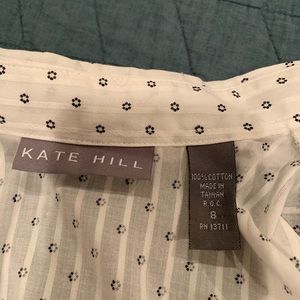 KATE HILL
100% COTTON
MADE IN
TAIWAN
R.O.C.
8
RN 13711